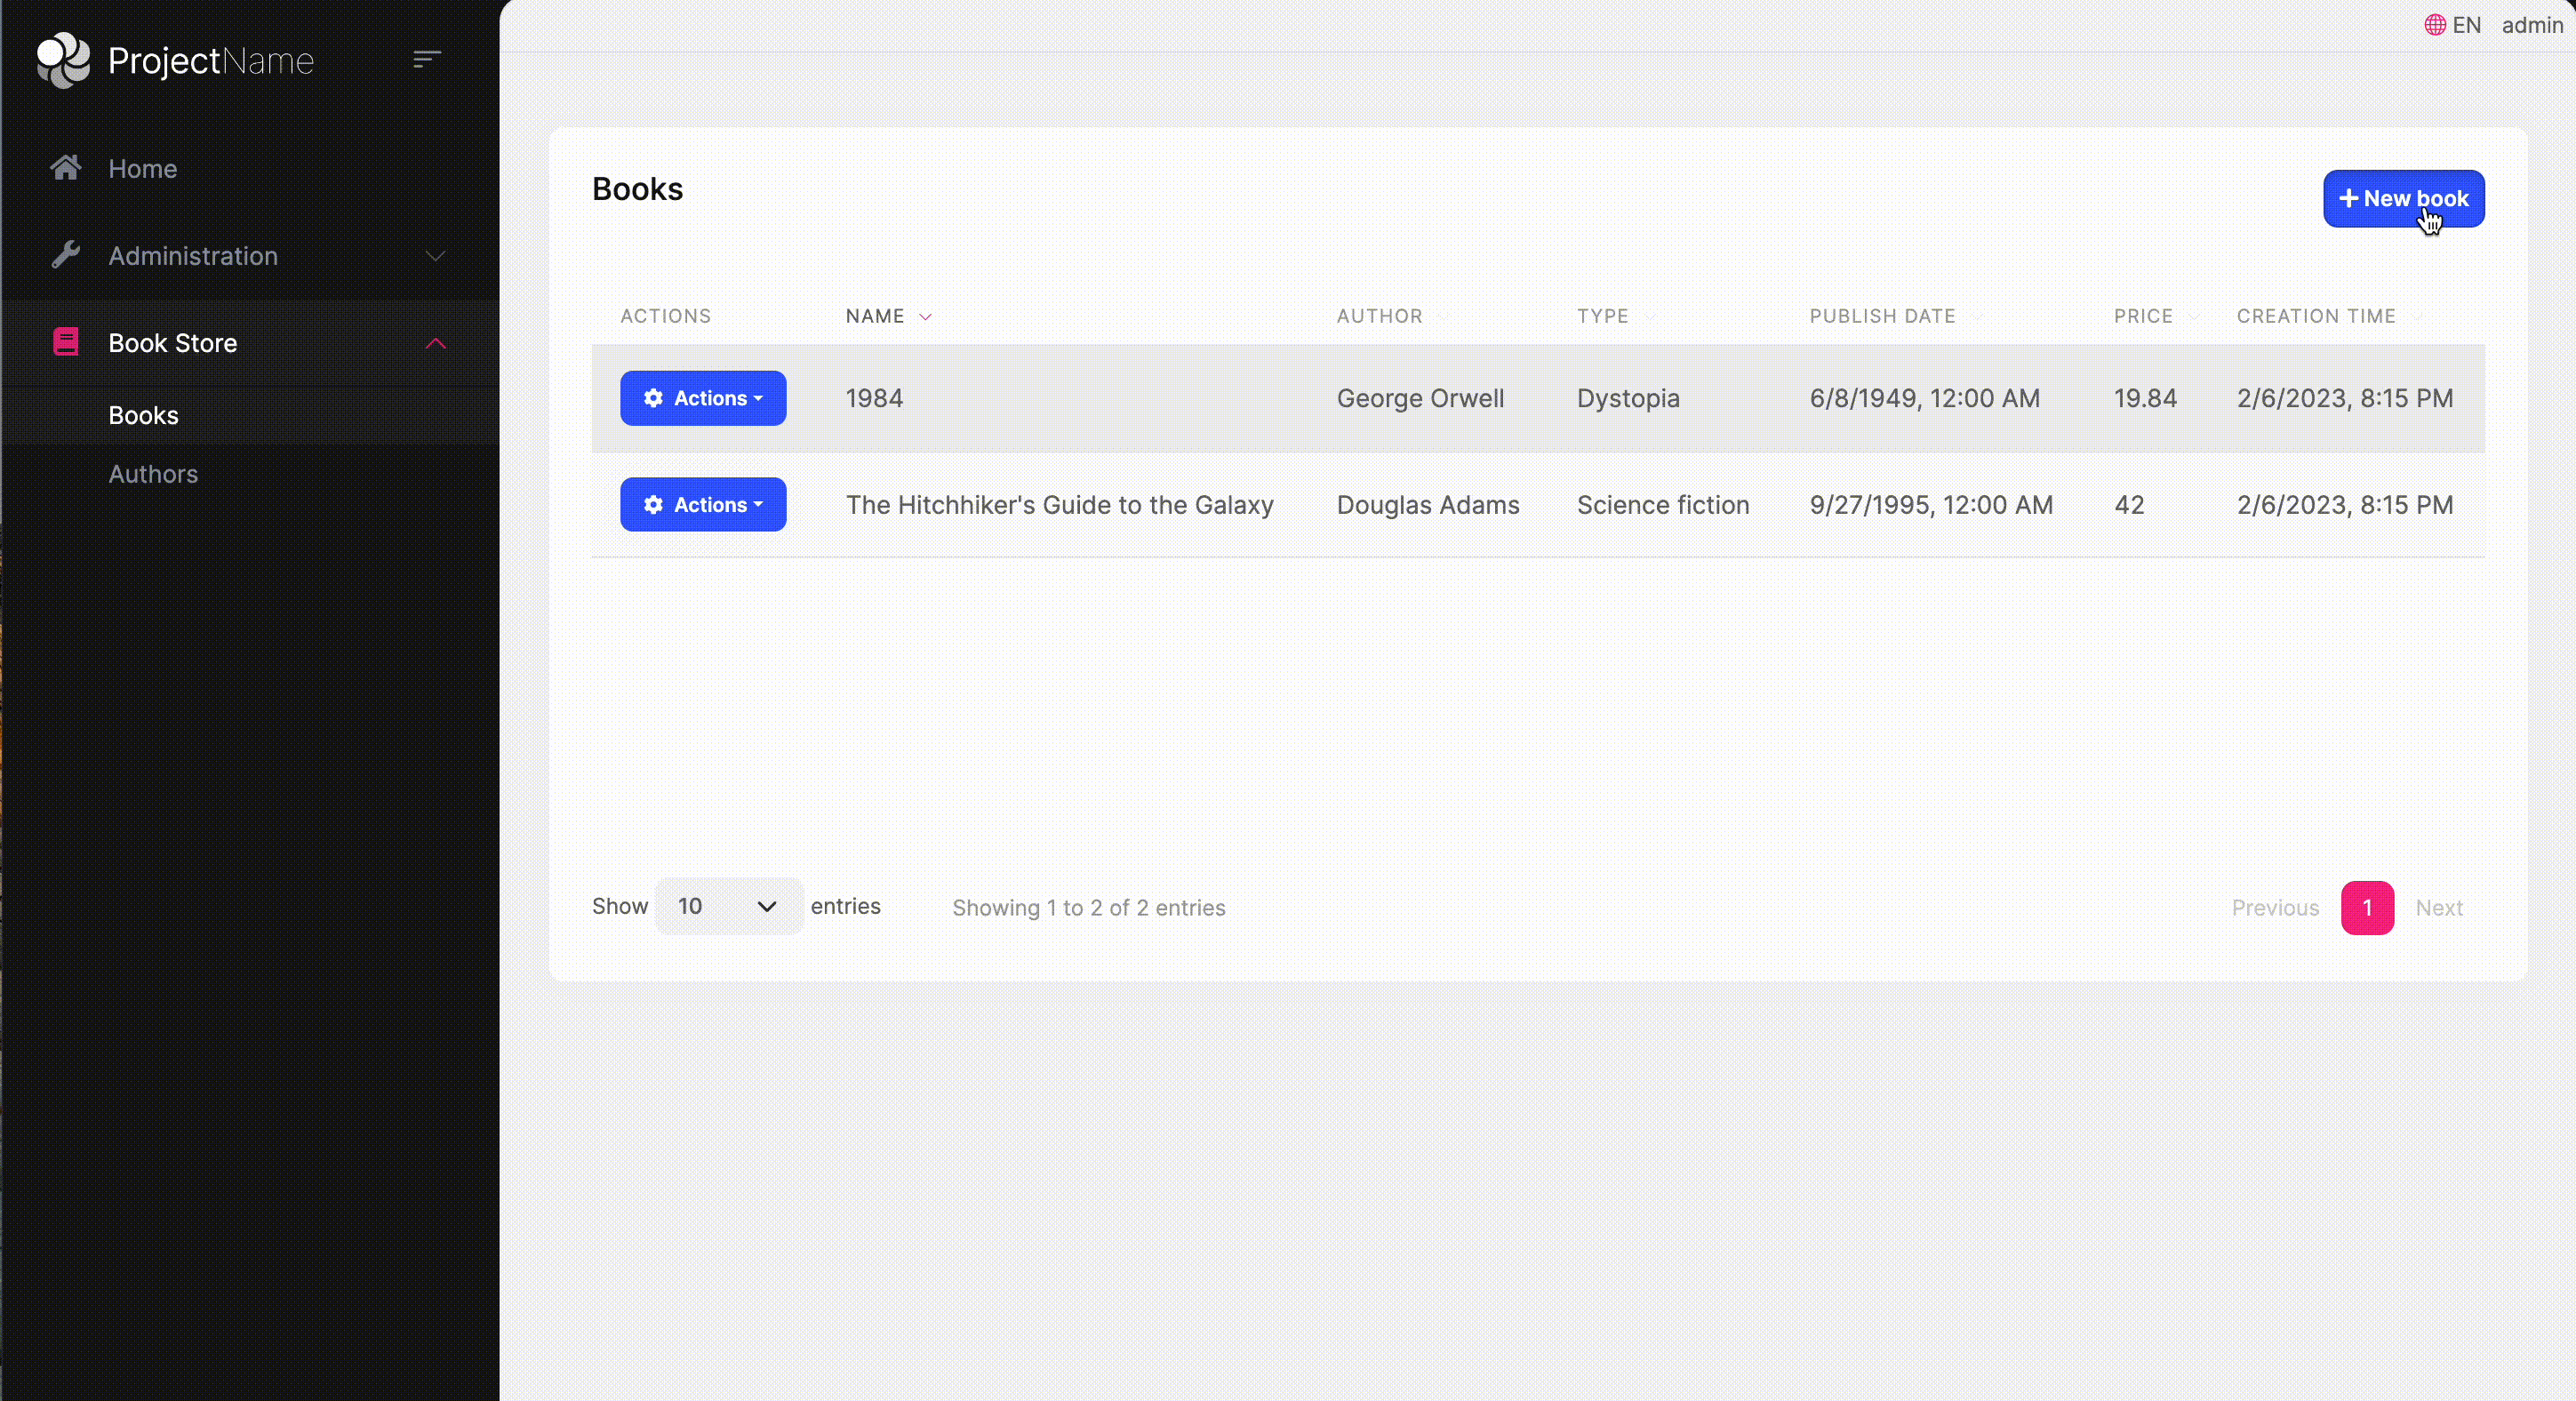 EN admin
ProjectName
Home
Administration
Book Store
Books
Authors
Books
New book
ACTIONS NAME AUTHOR TYPE PUBLISH DATE PRICE CREATION TIME
Actions 1984 George Orwell Dystopia 6/8/1949, 12:00 AM 19.84 2/6/2023, 8:15 PM
Actions The Hitchhiker's Guide to the Galaxy Douglas Adams Science fiction 9/27/1995, 12:00 AM 42 2/6/2023, 8:15 PM
Show 10 entries Showing 1 to 2 of 2 entries Previous 1 Next